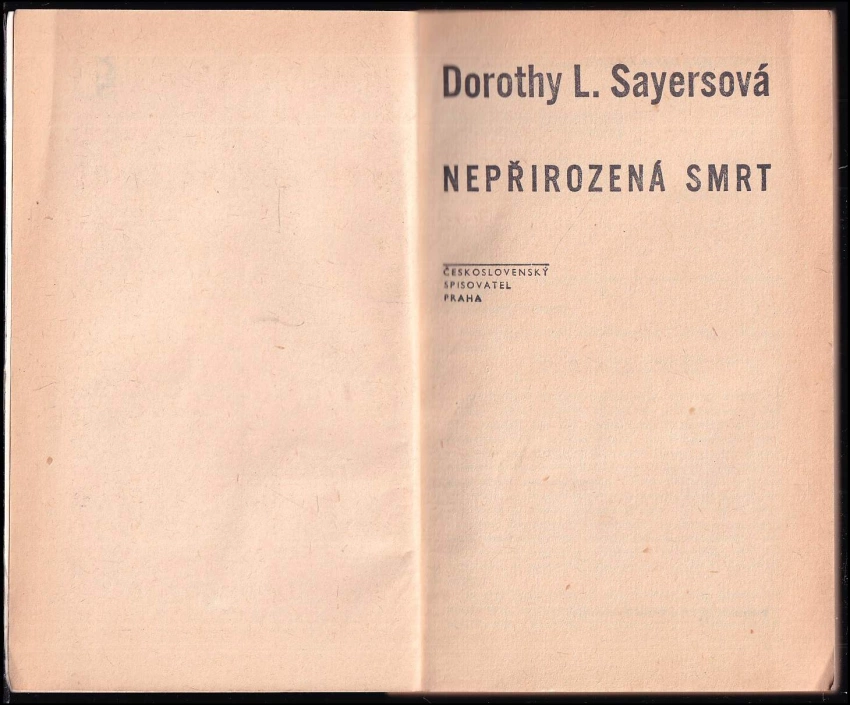 Dorothy L. Sayersová
NEPŘIROZENÁ SMRT
ČESKOSLOVENSKÝ
SPISOVATEL
PRAHA